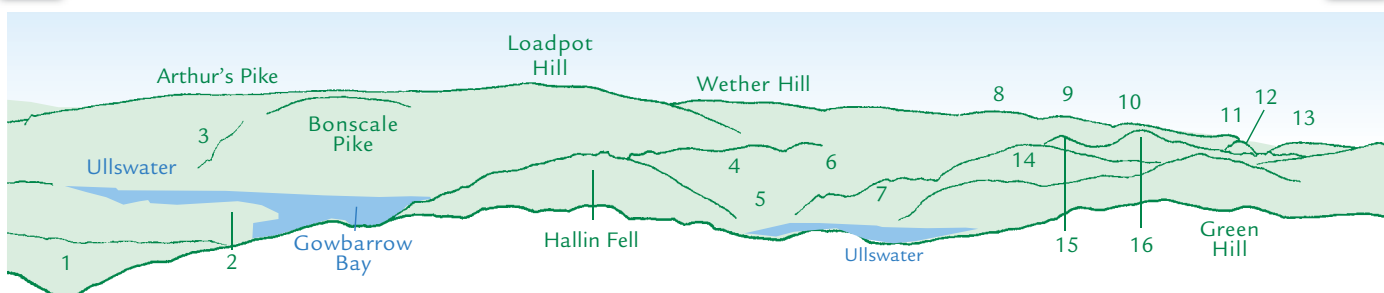 Loadpot
Hill
Arthur's Pike
Wether Hill
8
9
10
11
12
13
3
Bonscale
Pike
Ullswater
4
6
14
5
7
Gowbarrow
Bay
Hallin Fell
Ullswater
15
16
Green
Hill
1
2